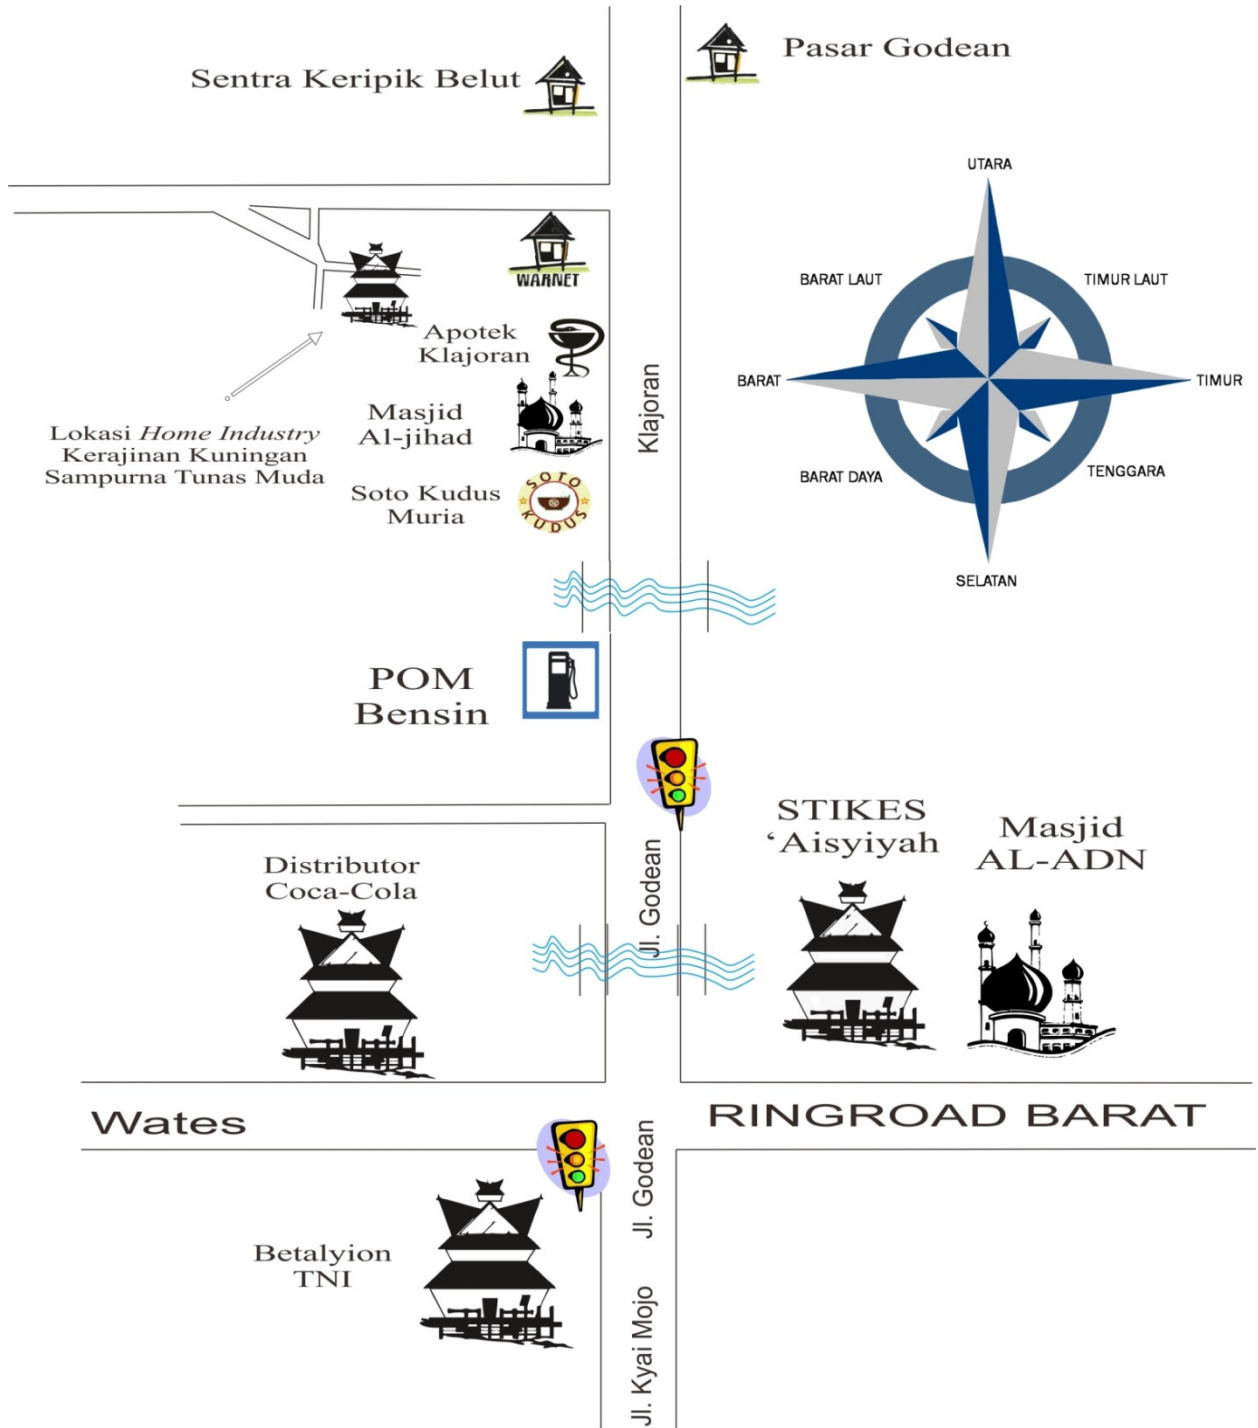 Sentra Keripik Belut
Pasar Godean
UTARA
BARAT LAUT
TIMUR LAUT
BARAT
TIMUR
BARAT DAYA
TENGGARA
SELATAN
WARNET
Apotek
Klajoran
Masjid
Al-jihad
Lokasi Home Industry
Kerajinan Kuningan
Sampurna Tunas Muda
Soto Kudus
Muria
SOTO
KUDUS
Klajoran
POM
Bensin
STIKES
‘Aisyiyah
Masjid
AL-ADN
Distributor
Coca-Cola
Jl. Godean
Wates
RINGROAD BARAT
Jl. Godean
Betalyion
TNI
Jl. Kyai Mojo